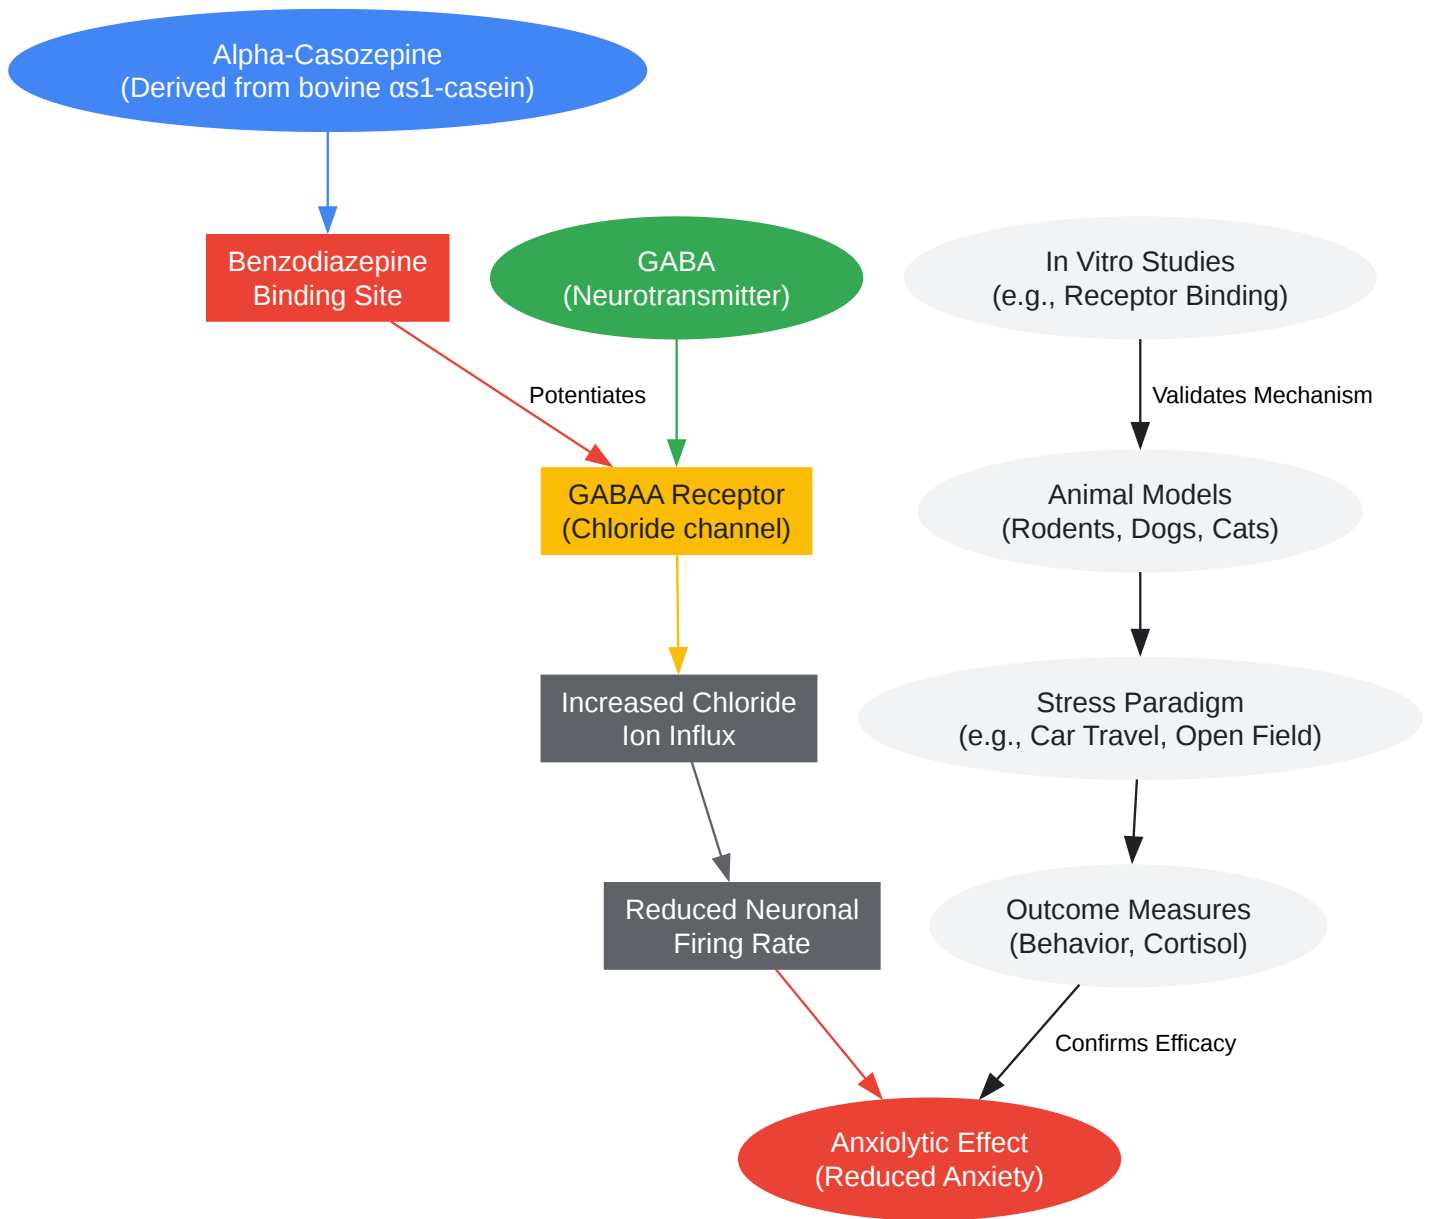 Alpha-Casozepine
(Derived from bovine αs1-casein)
Benzodiazepine
Binding Site
GABA
(Neurotransmitter)
In Vitro Studies
(e.g., Receptor Binding)
Potentiates
Validates Mechanism
GABAA Receptor
(Chloride channel)
Animal Models
(Rodents, Dogs, Cats)
Increased Chloride
Ion Influx
Stress Paradigm
(e.g., Car Travel, Open Field)
Reduced Neuronal
Firing Rate
Outcome Measures
(Behavior, Cortisol)
Confirms Efficacy
Anxiolytic Effect
(Reduced Anxiety)